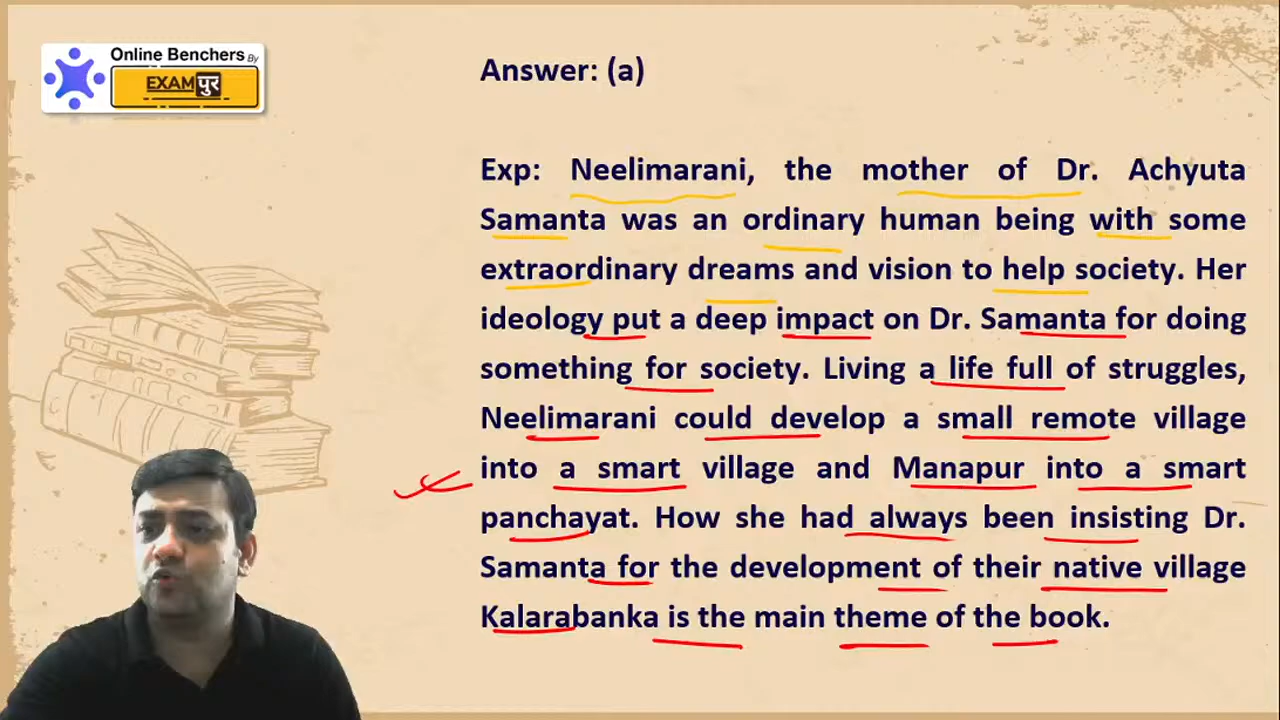 Online Benchers By
EXAMपुर
Answer: (a)
Exp: Neelimarani, the mother of Dr. Achyuta
Samanta was an ordinary human being with some
extraordinary dreams and vision to help society. Her
ideology put a deep impact on Dr. Samanta for doing
something for society. Living a life full of struggles,
Neelimarani could develop a small remote village
into a smart village and Manapur into a smart
panchayat. How she had always been insisting Dr.
Samanta for the development of their native village
Kalarabanka is the main theme of the book.